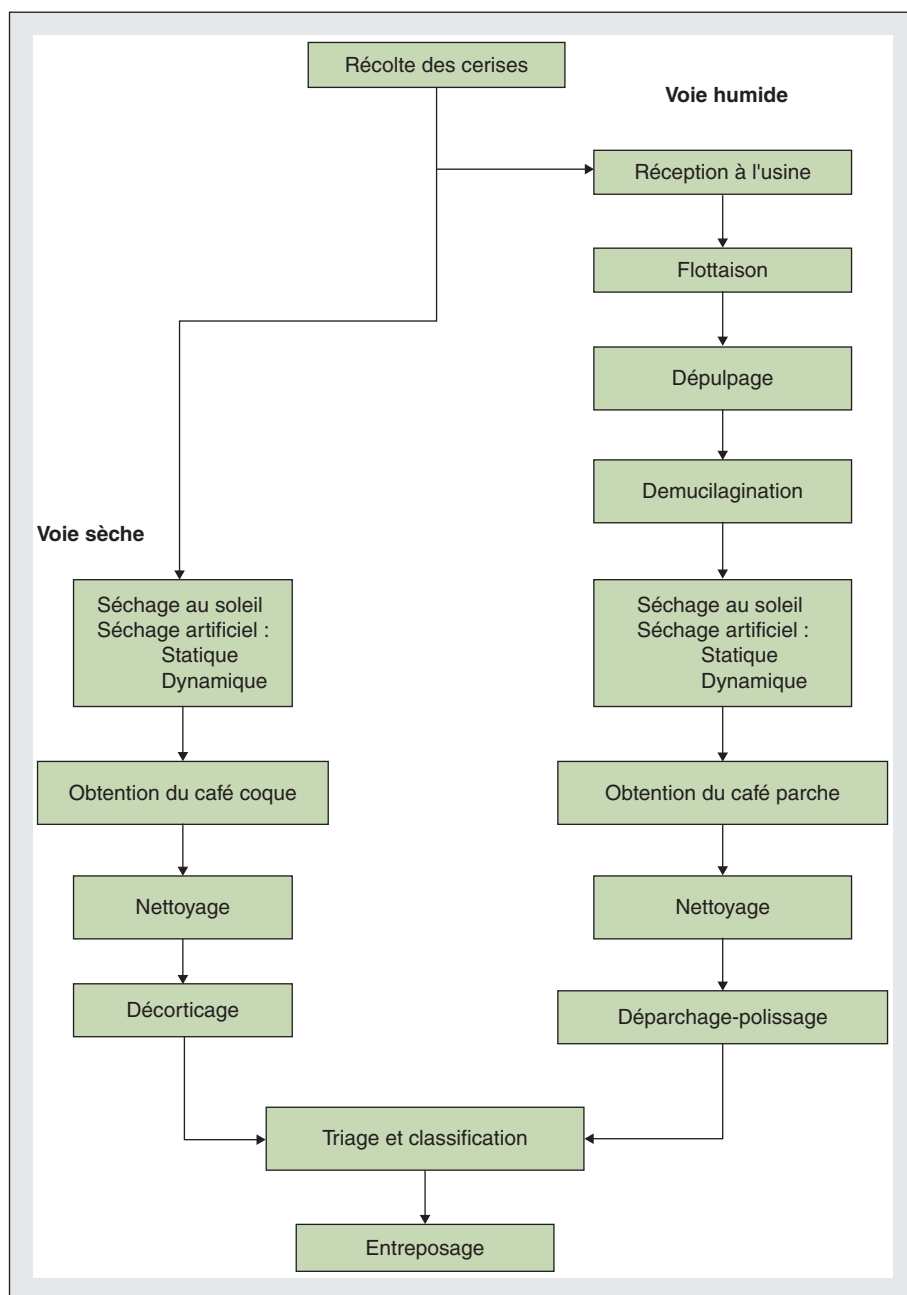 Récolte des cerises
Voie humide
Réception à l'usine
Flottaison
Dépulpage
Demucilagination
Voie sèche
Séchage au soleil
Séchage artificiel :
Statique
Dynamique
Séchage au soleil
Séchage artificiel :
Statique
Dynamique
Obtention du café coque
Obtention du café parche
Nettoyage
Nettoyage
Décorticage
Déparchage-polissage
Triage et classification
Entreposage